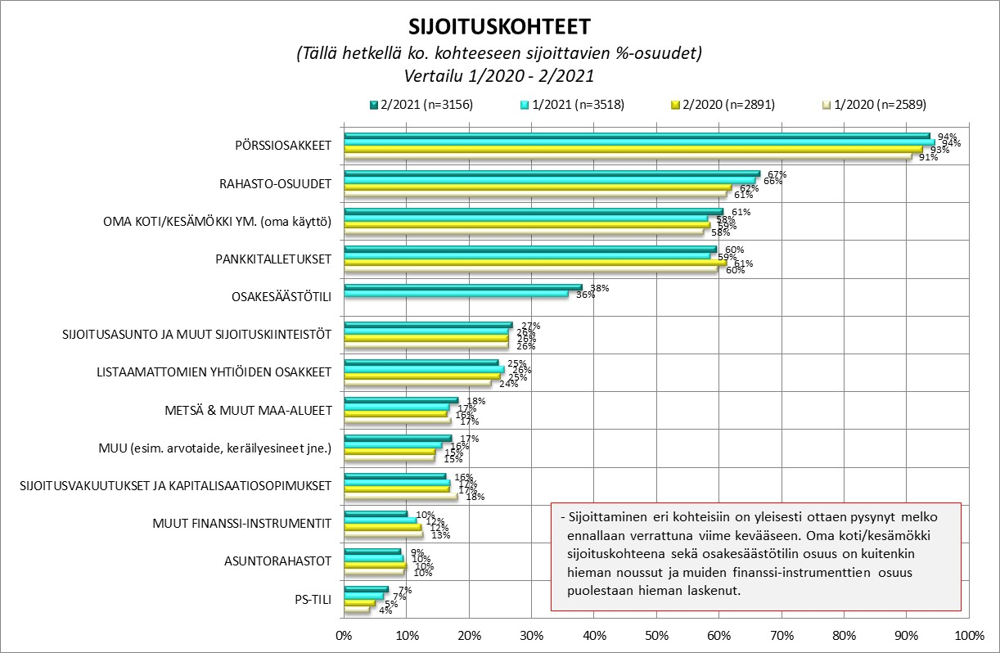 SIJOITUSKOHTEET
(Tällä hetkellä ko. kohteeseen sijoittavien %-osuudet)
Vertailu 1/2020 - 2/2021
2/2021 (n=3156) 1/2021 (n=3518) 2/2020 (n=2891) 1/2020 (n=2589)
PÖRSSIOSAKKEET
94%
94%
93%
91%
RAHASTO-OSUUDET
67%
66%
62%
61%
OMA KOTI/KESÄMÖKKI YM. (oma käyttö)
61%
58%
59%
58%
PANKKITALLETUKSET
60%
59%
61%
60%
OSAKESÄÄSTÖTILI
38%
36%
SIJOITUSASUNTO JA MUUT SIJOITUSKIINTEISTÖT
27%
26%
26%
26%
LISTAAMATTOMIEN YHTIÖIDEN OSAKKEET
25%
26%
25%
24%
METSÄ & MUUT MAA-ALUEET
18%
17%
16%
17%
MUU (esim. arvotaide, keräilyesineet jne.)
17%
16%
15%
15%
SIJOITUSVAKUUTUKSET JA KAPITALISAATIOSOPIMUKSET
16%
17%
17%
18%
MUUT FINANSSI-INSTRUMENTIT
10%
12%
12%
13%
ASUNTORAHASTOT
9%
10%
10%
10%
PS-TILI
7%
7%
5%
4%
- Sijoittaminen eri kohteisiin on yleisesti ottaen pysynyt melko
ennallaan verrattuna viime kevääseen. Oma koti/kesämökki
sijoituskohteena sekä osakesäästötilin osuus on kuitenkin
hieman noussut ja muiden finanssi-instrumenttien osuus
puolestaan hieman laskenut.
0% 10% 20% 30% 40% 50% 60% 70% 80% 90% 100%